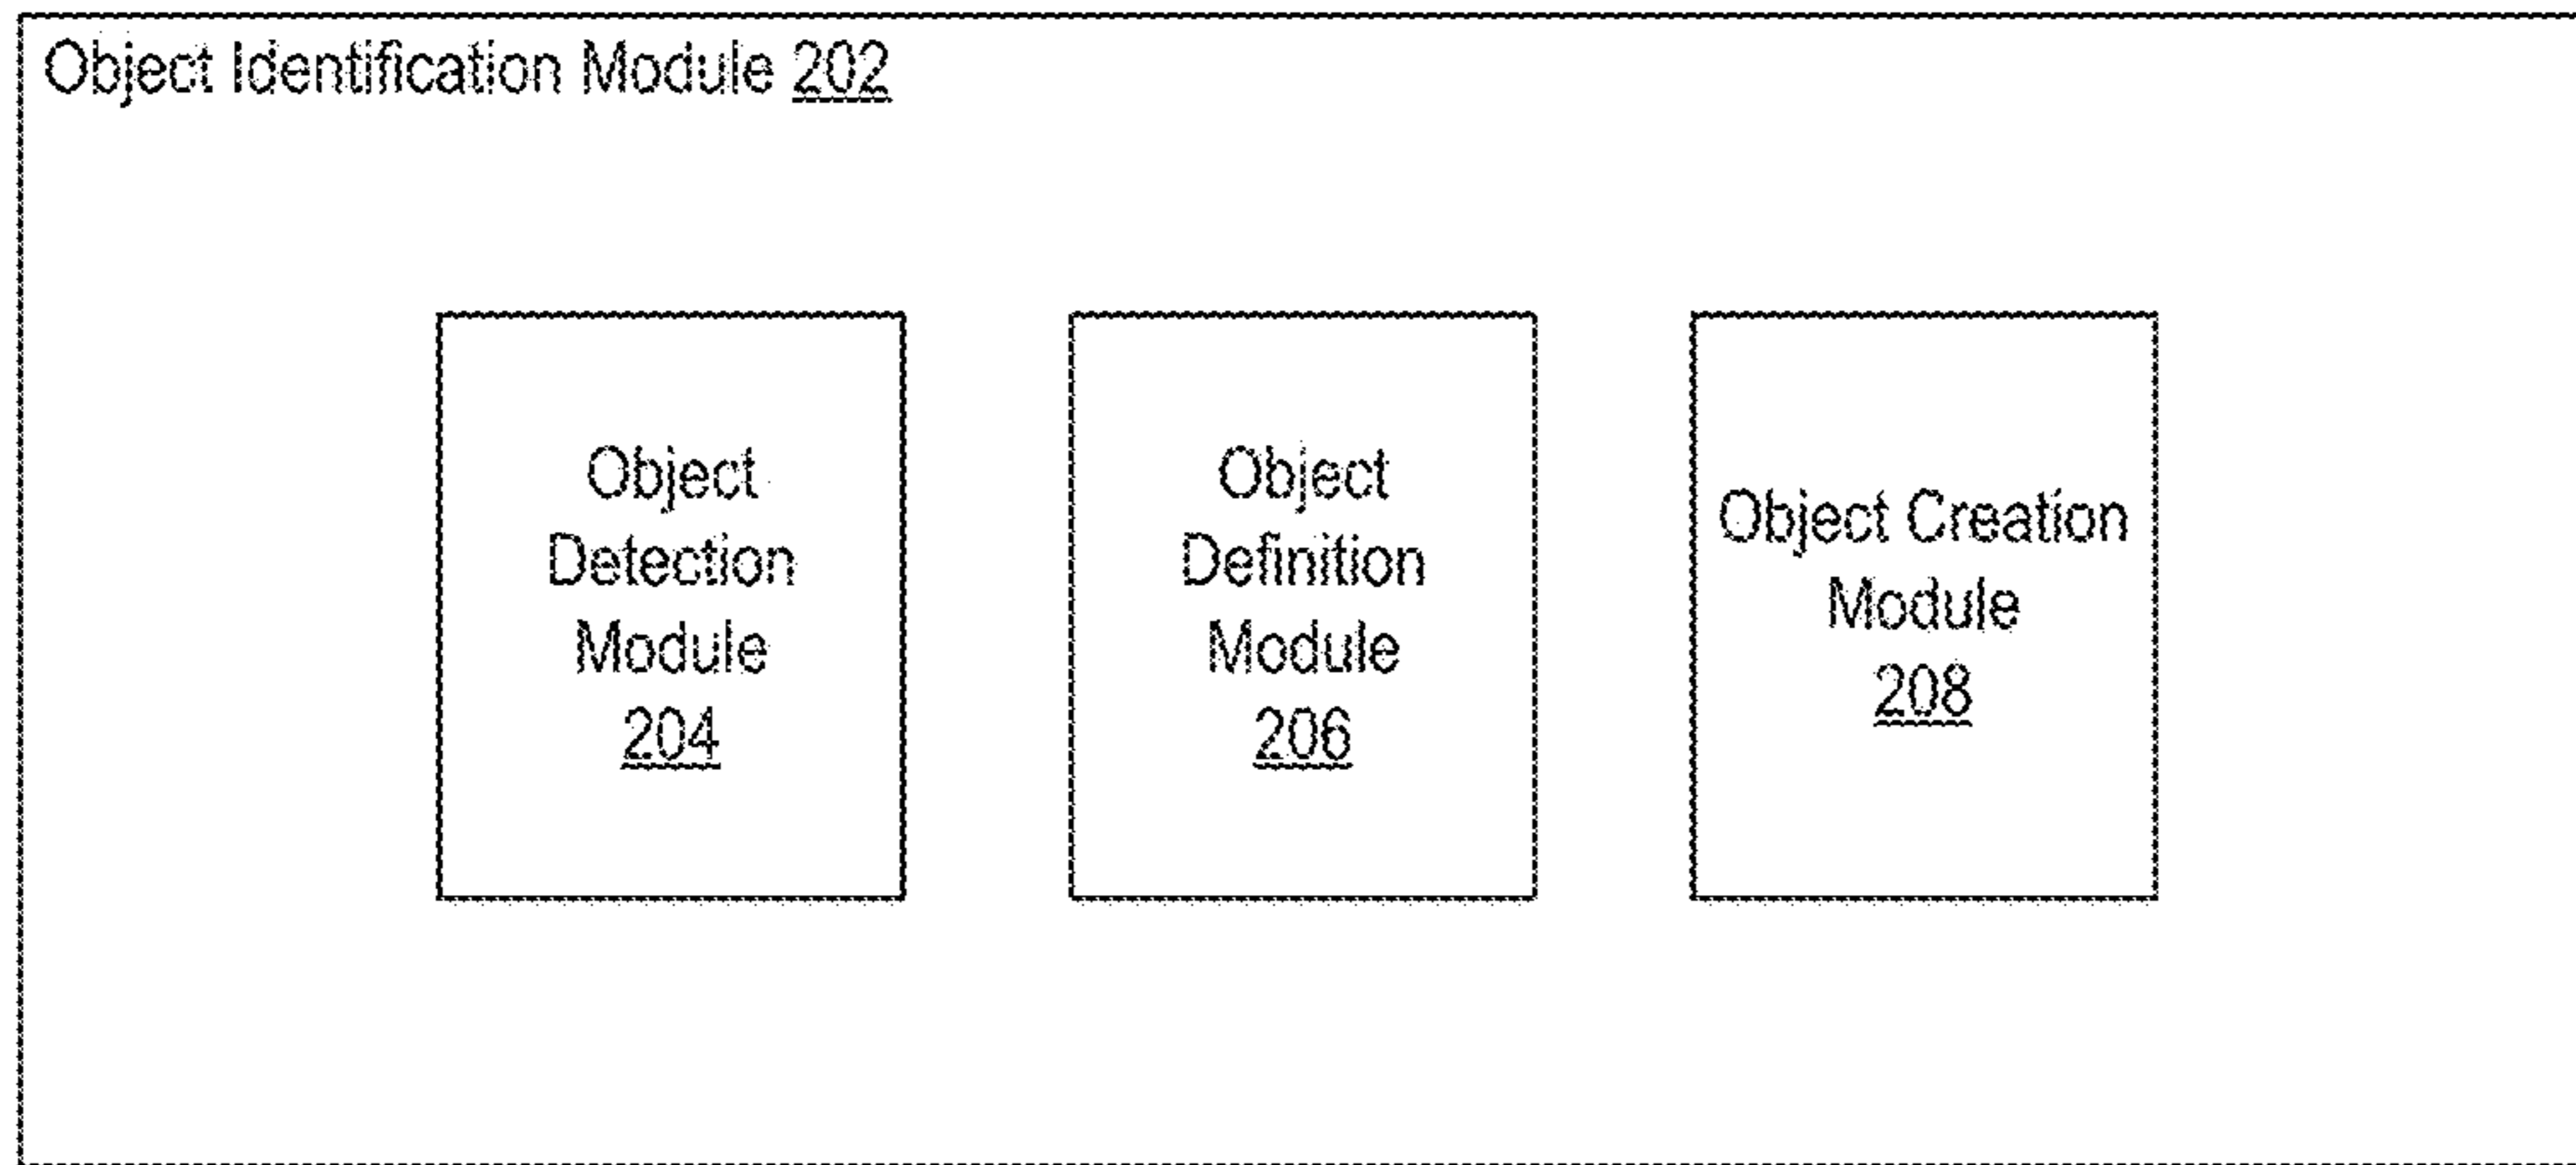 Object Identification Module 202
Object
Detection
Module
204
Object
Definition
Module
206
Object Creation
Module
208